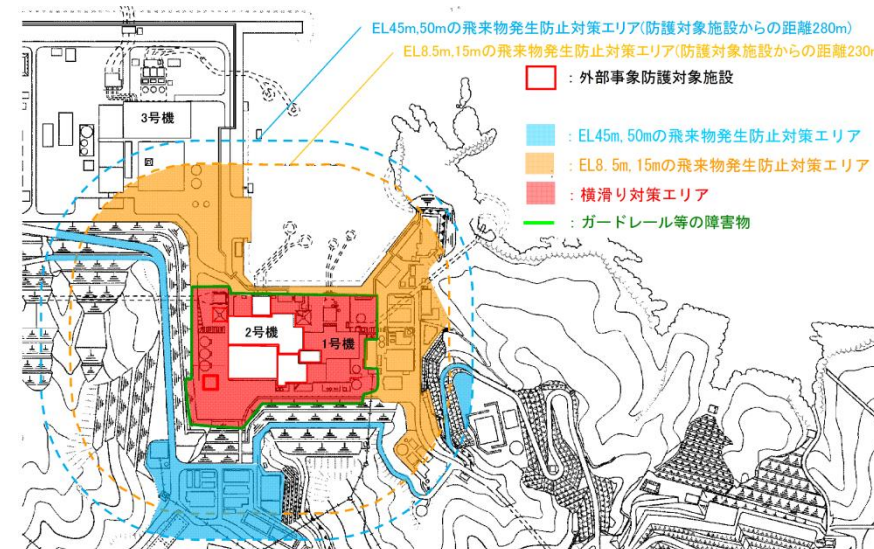 EL45m,50mの飛来物発生防止対策エリア(防護対象施設からの距離280m)
EL8.5m,15mの飛来物発生防止対策エリア(防護対象施設からの距離230m
：外部事象防護対象施設
3号機
：EL45m,50mの飛来物発生防止対策エリア
：EL8.5m,15mの飛来物発生防止対策エリア
：横滑り対策エリア
：ガードレール等の障害物
2号機
1号機